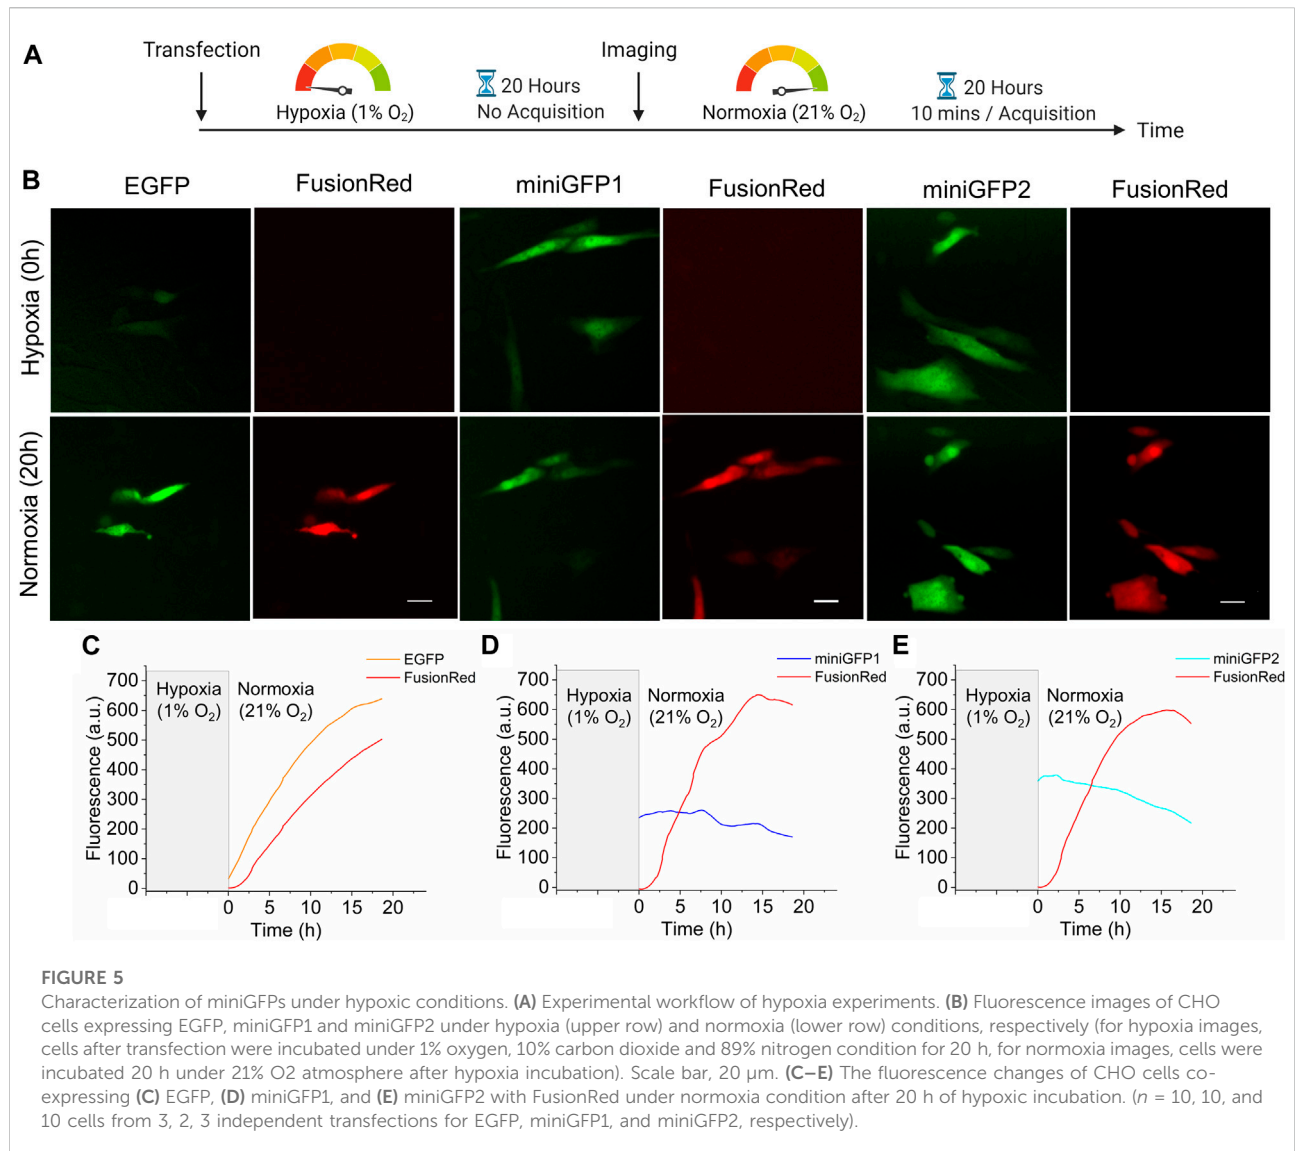 A
Transfection
Imaging
Hypoxia (1% O₂)
20 Hours
No Acquisition
Normoxia (21% O₂)
20 Hours
10 mins / Acquisition
Time
B
EGFP FusionRed miniGFP1 FusionRed miniGFP2 FusionRed
Hypoxia (0h)
Normoxia (20h)
C
EGFP
FusionRed
Hypoxia
(1% O₂)
Normoxia
(21% O₂)
Fluorescence (a.u.)
700
600
500
400
300
200
100
0
0 5 10 15 20
Time (h)
D
miniGFP1
FusionRed
Hypoxia
(1% O₂)
Normoxia
(21% O₂)
Fluorescence (a.u.)
700
600
500
400
300
200
100
0
0 5 10 15 20
Time (h)
E
miniGFP2
FusionRed
Hypoxia
(1% O₂)
Normoxia
(21% O₂)
Fluorescence (a.u.)
700
600
500
400
300
200
100
0
0 5 10 15 20
Time (h)
FIGURE 5
Characterization of miniGFPs under hypoxic conditions. (A) Experimental workflow of hypoxia experiments. (B) Fluorescence images of CHO
cells expressing EGFP, miniGFP1 and miniGFP2 under hypoxia (upper row) and normoxia (lower row) conditions, respectively (for hypoxia images,
cells after transfection were incubated under 1% oxygen, 10% carbon dioxide and 89% nitrogen condition for 20 h, for normoxia images, cells were
incubated 20 h under 21% O2 atmosphere after hypoxia incubation). Scale bar, 20 μm. (C–E) The fluorescence changes of CHO cells co-
expressing (C) EGFP, (D) miniGFP1, and (E) miniGFP2 with FusionRed under normoxia condition after 20 h of hypoxic incubation. (n = 10, 10, and
10 cells from 3, 2, 3 independent transfections for EGFP, miniGFP1, and miniGFP2, respectively).